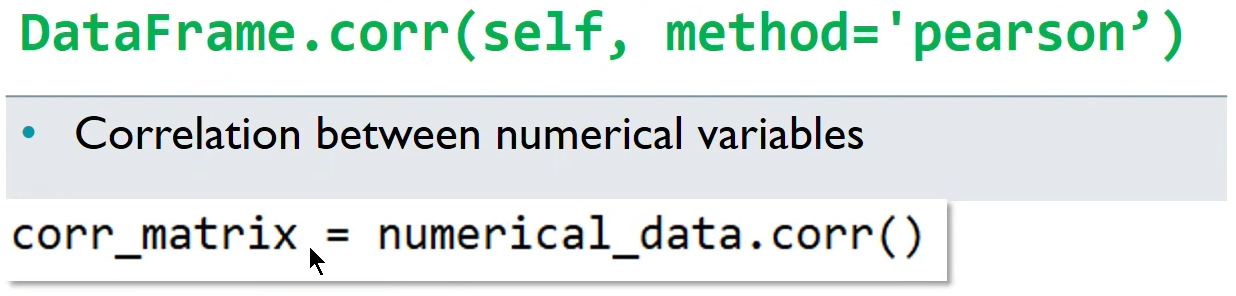 DataFrame.corr(self, method='pearson’)
• Correlation between numerical variables
corr_matrix = numerical_data.corr()